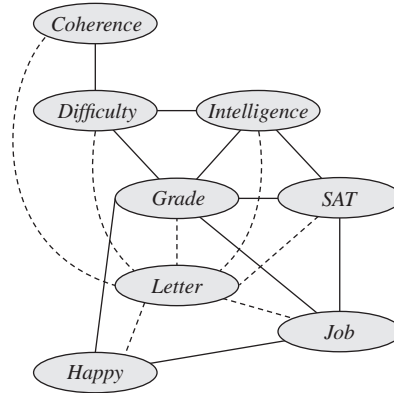 Coherence
Difficulty
Intelligence
Grade
SAT
Letter
Job
Happy